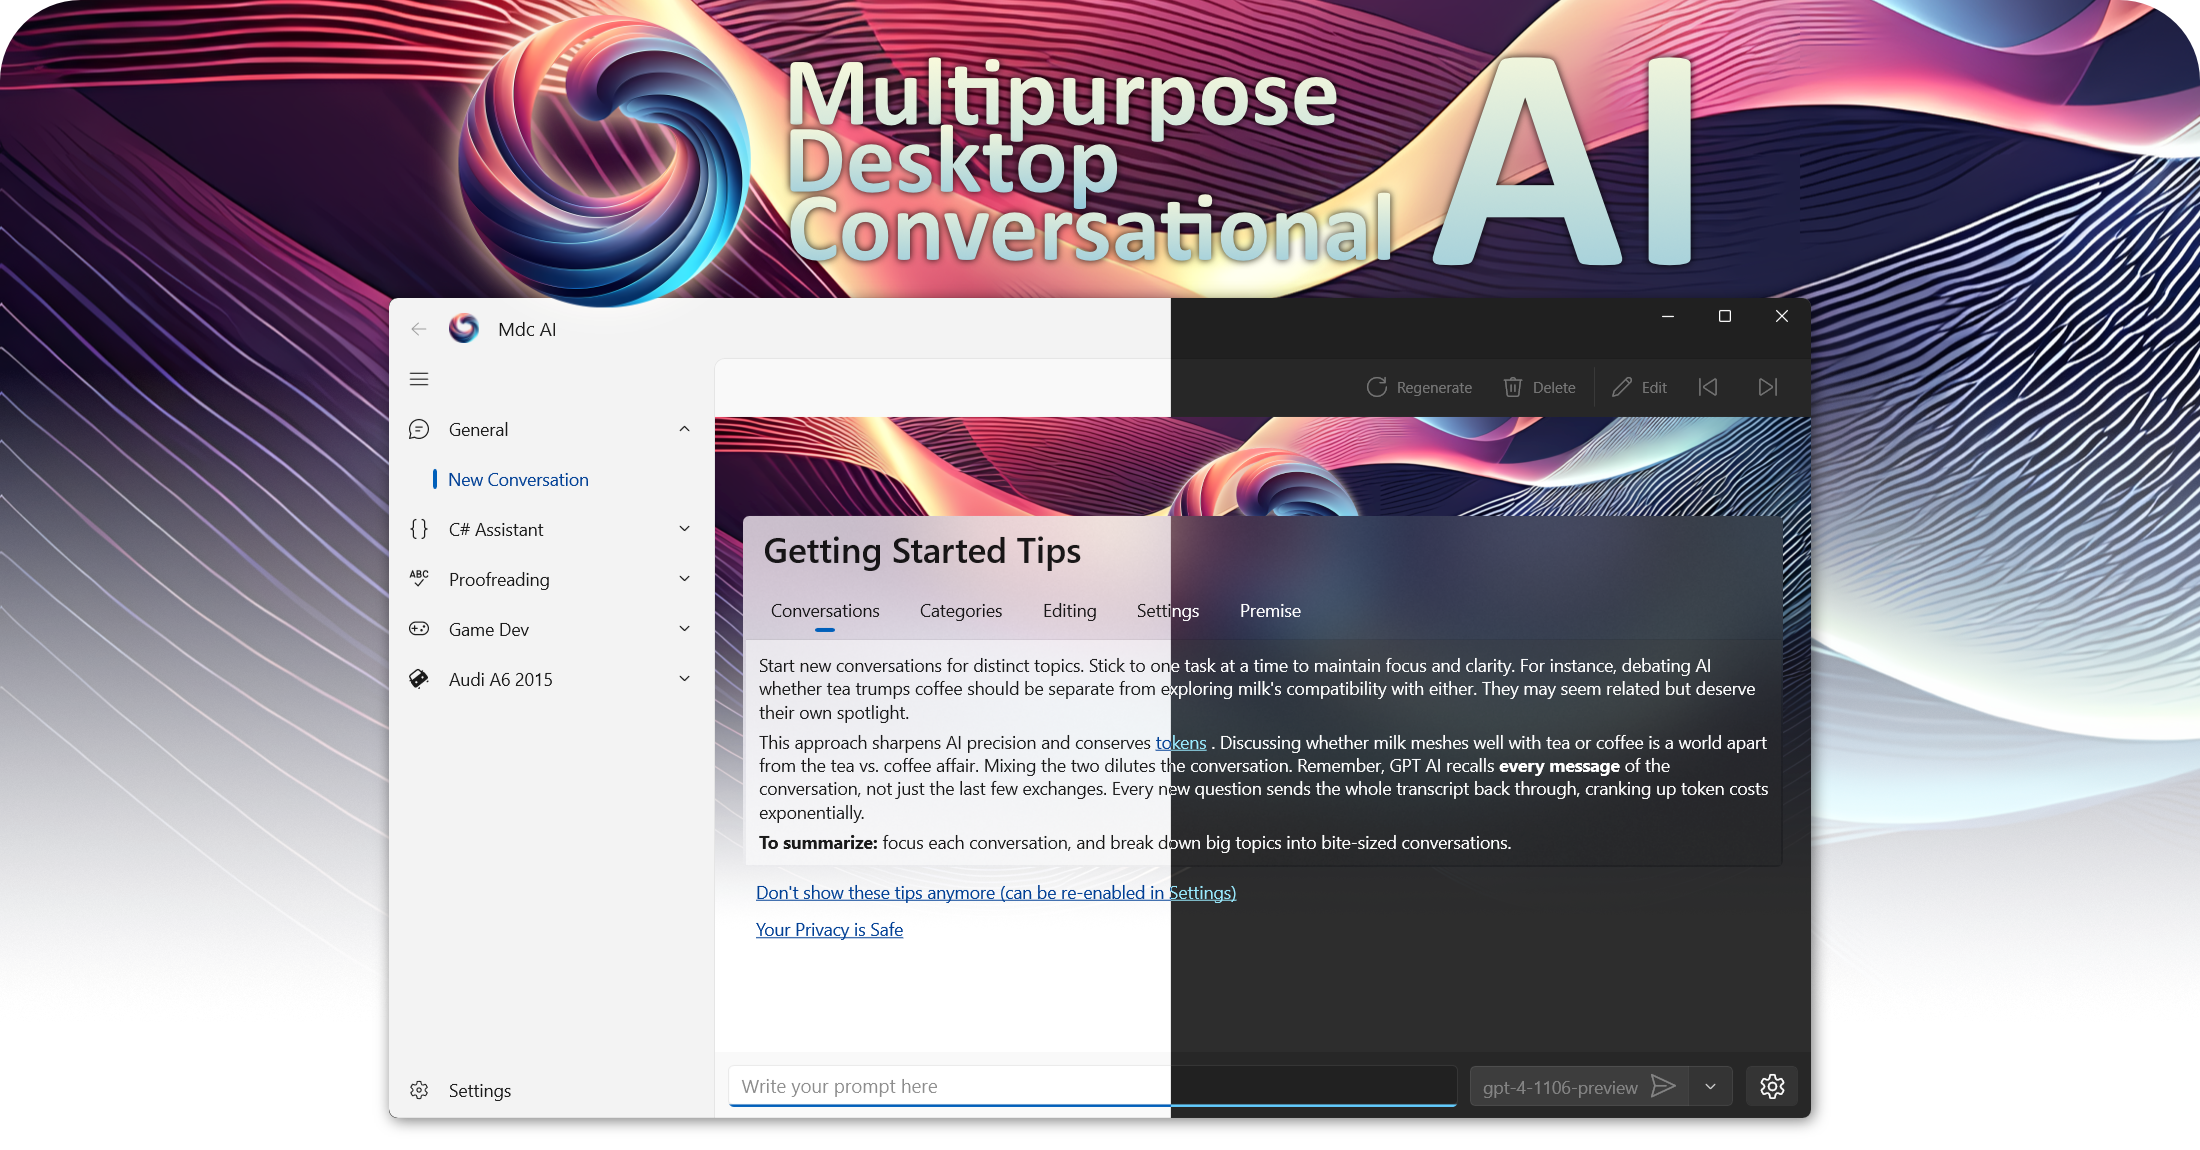 Multipurpose
Desktop
Conversational
AI
Mdc AI
Regenerate
Delete
Edit
General
New Conversation
C# Assistant
ABC
Proofreading
Game Dev
Audi A6 2015
Settings
Getting Started Tips
Conversations
Categories
Editing
Settings
Premise
Start new conversations for distinct topics. Stick to one task at a time to maintain focus and clarity. For instance, debating AI
whether tea trumps coffee should be separate from exploring milk's compatibility with either. They may seem related but deserve
their own spotlight.
This approach sharpens AI precision and conserves tokens . Discussing whether milk meshes well with tea or coffee is a world apart
from the tea vs. coffee affair. Mixing the two dilutes the conversation. Remember, GPT AI recalls every message of the
conversation, not just the last few exchanges. Every new question sends the whole transcript back through, cranking up token costs
exponentially.
To summarize: focus each conversation, and break down big topics into bite-sized conversations.
Don't show these tips anymore (can be re-enabled in Settings)
Your Privacy is Safe
Write your prompt here
gpt-4-1106-preview